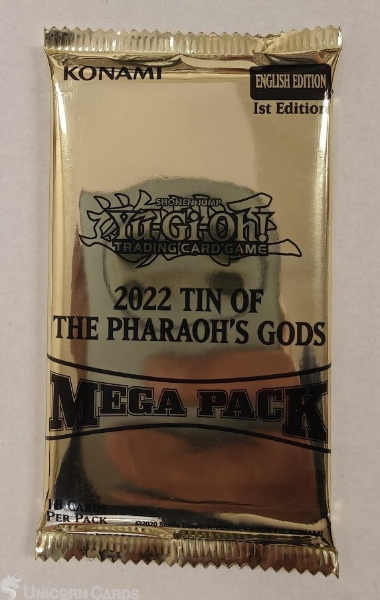 KONAMI
ENGLISH EDITION
1st Edition
SHONEN JUMP
Yu-Gi-Oh!
TRADING CARD GAME
2022 TIN OF
THE PHARAOH'S GODS
MEGA PACK
18 CARDS
PER PACK
©2020
UNICORN CARDS